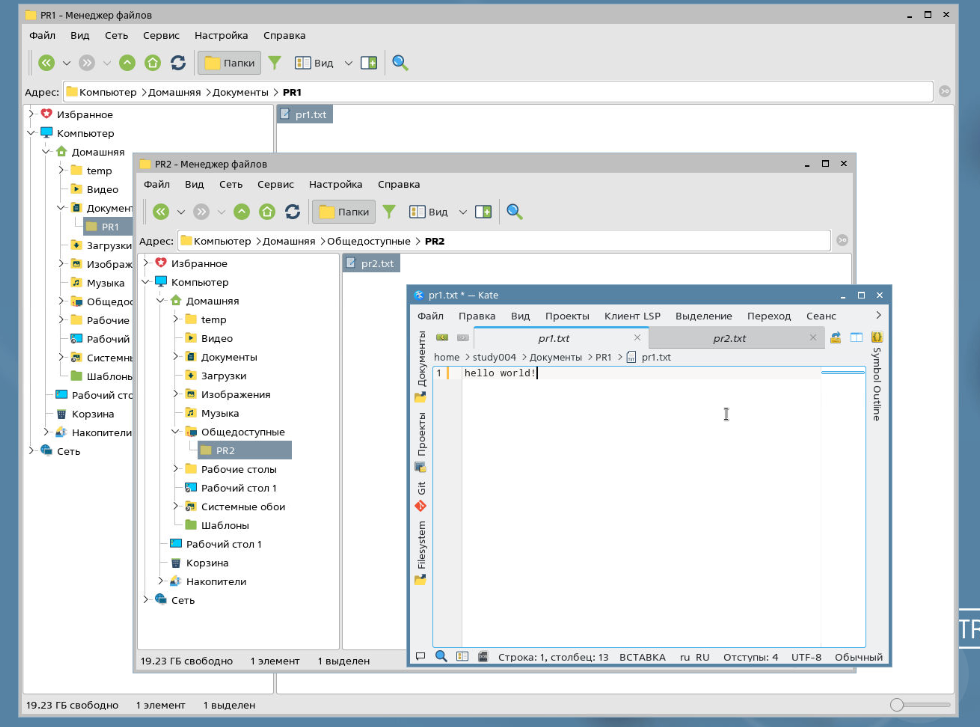 PR1 - Менеджер файлов
Файл Вид Сеть Сервис Настройка Справка
Папки Вид
Адрес: Компьютер > Домашняя > Документы > PR1
Избранное
Компьютер
Домашняя
temp
Видео
Докумен
PR1
Загрузки
Изображ
Музыка
Общедо
Рабочие
Рабочий
Системн
Шаблонь
Рабочий сто
Корзина
Накопители
Сеть
pr1.txt
19.23 ГБ свободно 1 элемент 1 выделен
PR2 - Менеджер файлов
Файл Вид Сеть Сервис Настройка Справка
Папки Вид
Адрес: Компьютер > Домашняя > Общедоступные > PR2
Избранное
Компьютер
Домашняя
temp
Видео
Документы
Загрузки
Изображения
Музыка
Общедоступные
PR2
Рабочие столы
Рабочий стол 1
Системные обои
Шаблоны
Рабочий стол 1
Корзина
Накопители
Сеть
pr2.txt
19.23 ГБ свободно 1 элемент 1 выделен
pr1.txt * — Kate
Файл Правка Вид Проекты Клиент LSP Выделение Переход Сеанс >
pr1.txt pr2.txt
home > study004 > Документы > PR1 > pr1.txt
Документы
Проекты
Git
Filesystem
1 hello world!
Symbol Outline
Строка: 1, столбец: 13 ВСТАВКА ru_RU Отступы: 4 UTF-8 Обычный
TR